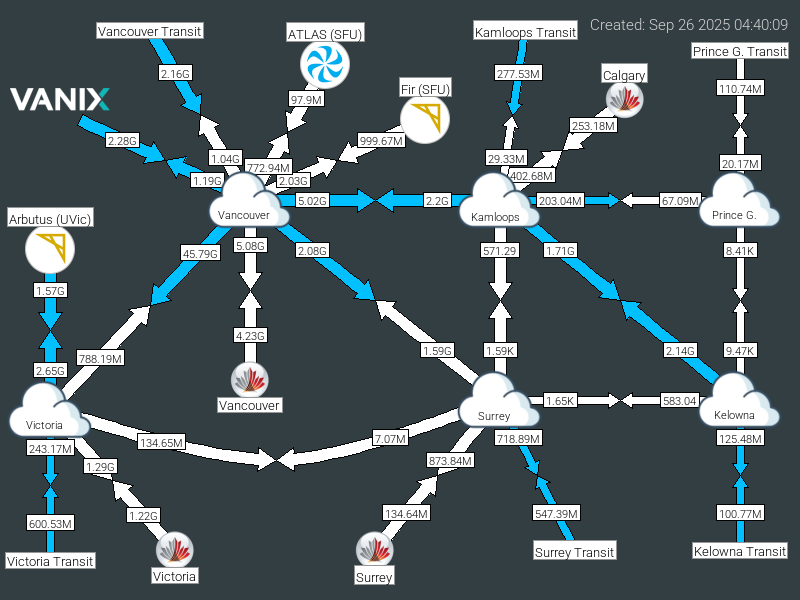 Created: Sep 26 2025 04:40:09
Vancouver Transit
ATLAS (SFU)
Kamloops Transit
Prince G. Transit
2.16G
277.53M
Calgary
Fir (SFU)
110.74M
VANIX
97.9M
253.18M
2.28G
999.67M
1.04G
29.33M
20.17M
772.94M
402.68M
1.19G
2.03G
5.02G
2.2G
203.04M
67.09M
Vancouver
Kamloops
Prince G.
Arbutus (UVic)
45.79G
5.08G
2.08G
571.29
1.71G
8.41K
1.57G
4.23G
788.19M
1.59G
1.59K
2.14G
9.47K
2.65G
Vancouver
1.65K
583.04
Victoria
Surrey
Kelowna
134.65M
7.07M
718.89M
125.48M
243.17M
1.29G
873.84M
600.53M
1.22G
134.64M
547.39M
100.77M
Victoria Transit
Victoria
Surrey
Surrey Transit
Kelowna Transit